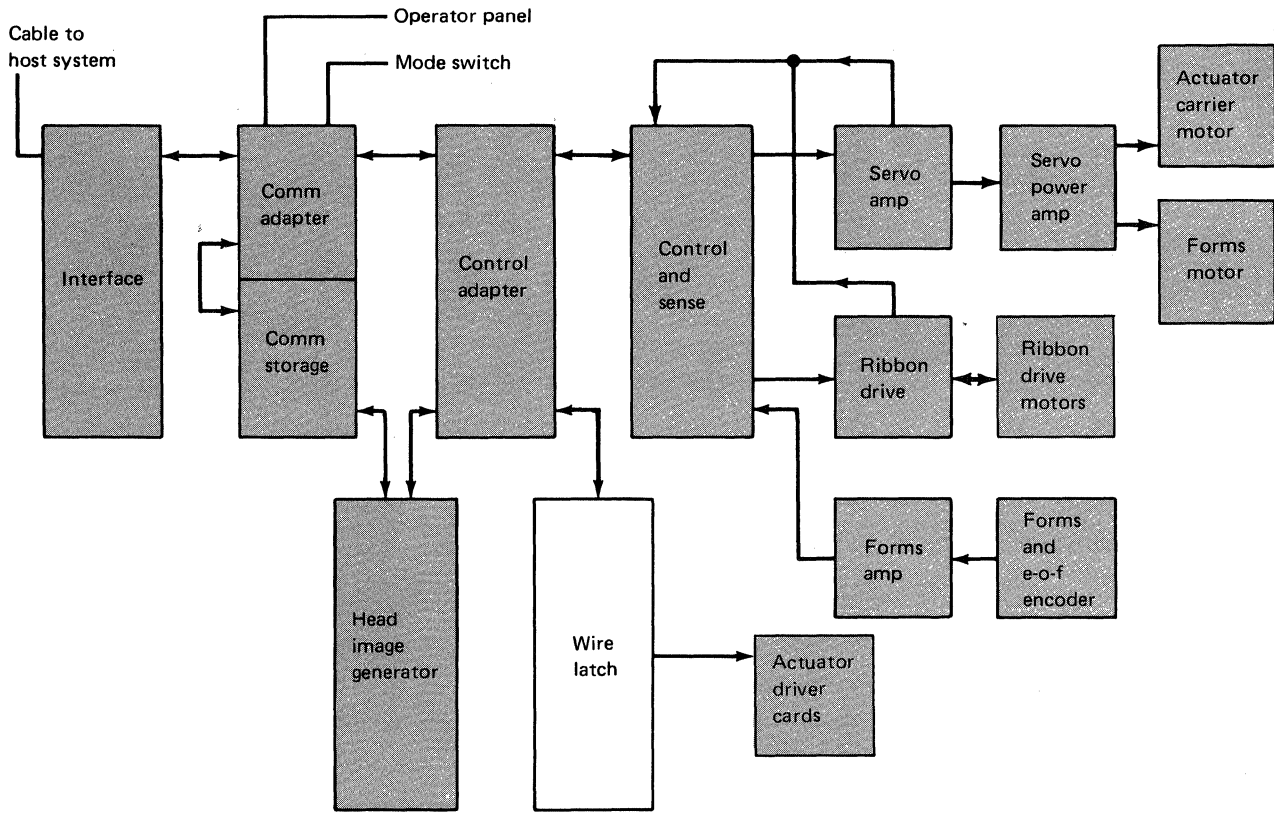 Operator panel
Cable to
host system
Mode switch
Actuator
carrier
motor
Comm
adapter
Servo
amp
Servo
power
amp
Interface
Control
adapter
Control
and
sense
Forms
motor
Comm
storage
Ribbon
drive
Ribbon
drive
motors
Forms
amp
Forms
and
e-o-f
encoder
Head
image
generator
Wire
latch
Actuator
driver
cards